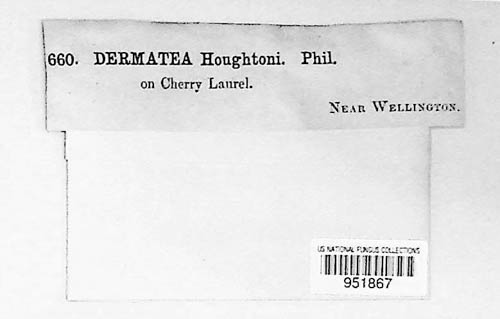 660. DERMATEA Houghtoni. Phil.
on Cherry Laurel.
NEAR WELLINGTON.
US NATIONAL FUNGUS COLLECTIONS
951867